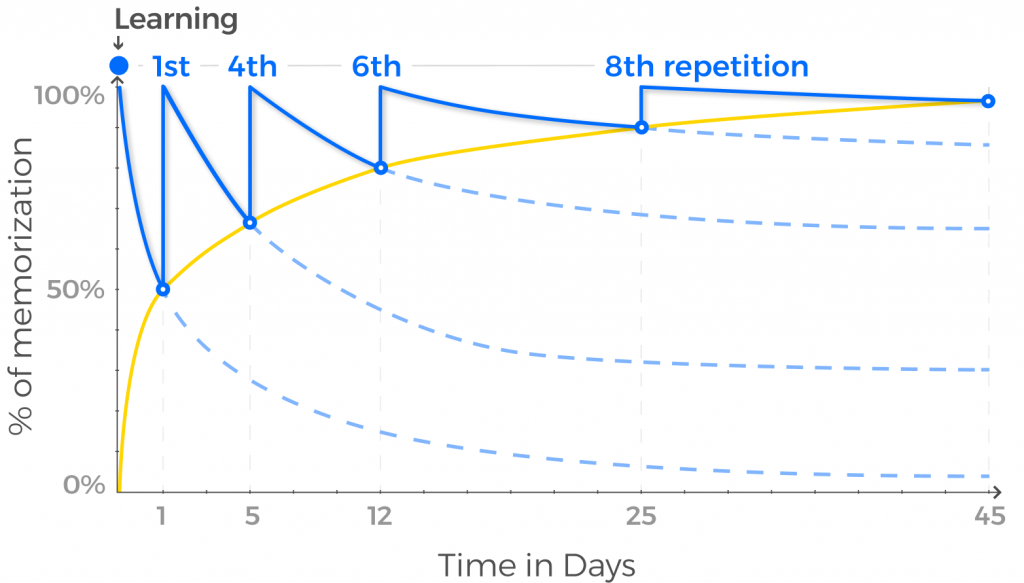 Learning
1st 4th 6th 8th repetition
100%
50%
0%
% of memorization
1 5 12 25 45
Time in Days